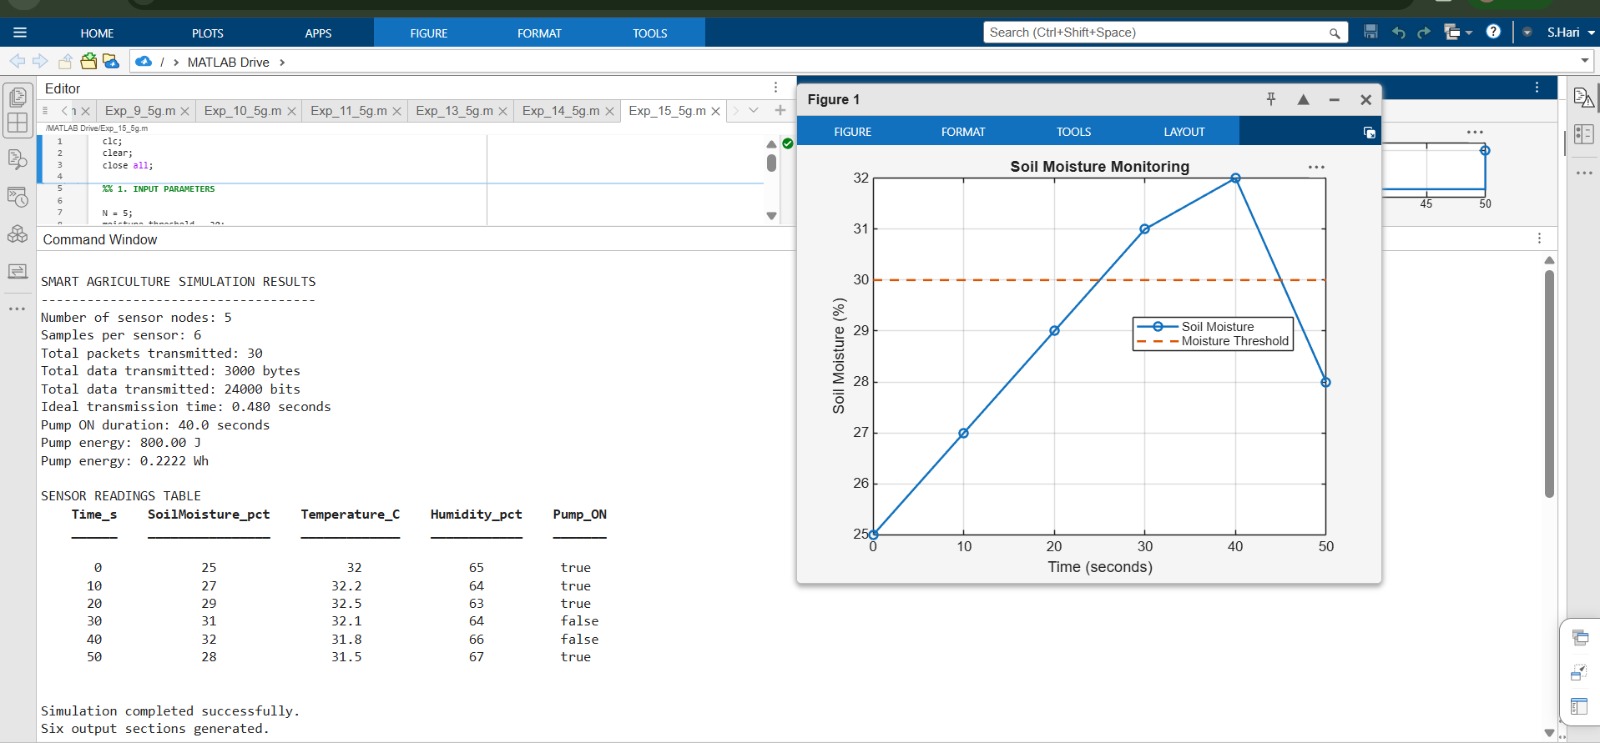 HOME PLOTS APPS FIGURE FORMAT TOOLS Search (Ctrl+Shift+Space) S.Hari
/ > MATLAB Drive >
Editor
Exp_9_5g.m Exp_10_5g.m Exp_11_5g.m Exp_13_5g.m Exp_14_5g.m Exp_15_5g.m
/MATLAB Drive/Exp_15_5g.m
1 clc;
2 clear;
3 close all;
4
5 %% 1. INPUT PARAMETERS
6
7 N = 5;
Command Window
SMART AGRICULTURE SIMULATION RESULTS
-----------------------------------
Number of sensor nodes: 5
Samples per sensor: 6
Total packets transmitted: 30
Total data transmitted: 3000 bytes
Total data transmitted: 24000 bits
Ideal transmission time: 0.480 seconds
Pump ON duration: 40.0 seconds
Pump energy: 800.00 J
Pump energy: 0.2222 Wh
SENSOR READINGS TABLE
Time_s SoilMoisture_pct Temperature_C Humidity_pct Pump_ON
0 25 32 65 true
10 27 32.2 64 true
20 29 32.5 63 true
30 31 32.1 64 false
40 32 31.8 66 false
50 28 31.5 67 true
Simulation completed successfully.
Six output sections generated.
Figure 1
FIGURE FORMAT TOOLS LAYOUT
Soil Moisture Monitoring
32
31
30
29
28
27
26
25
Soil Moisture (%)
Soil Moisture
Moisture Threshold
0 10 20 30 40 50
Time (seconds)
45 50